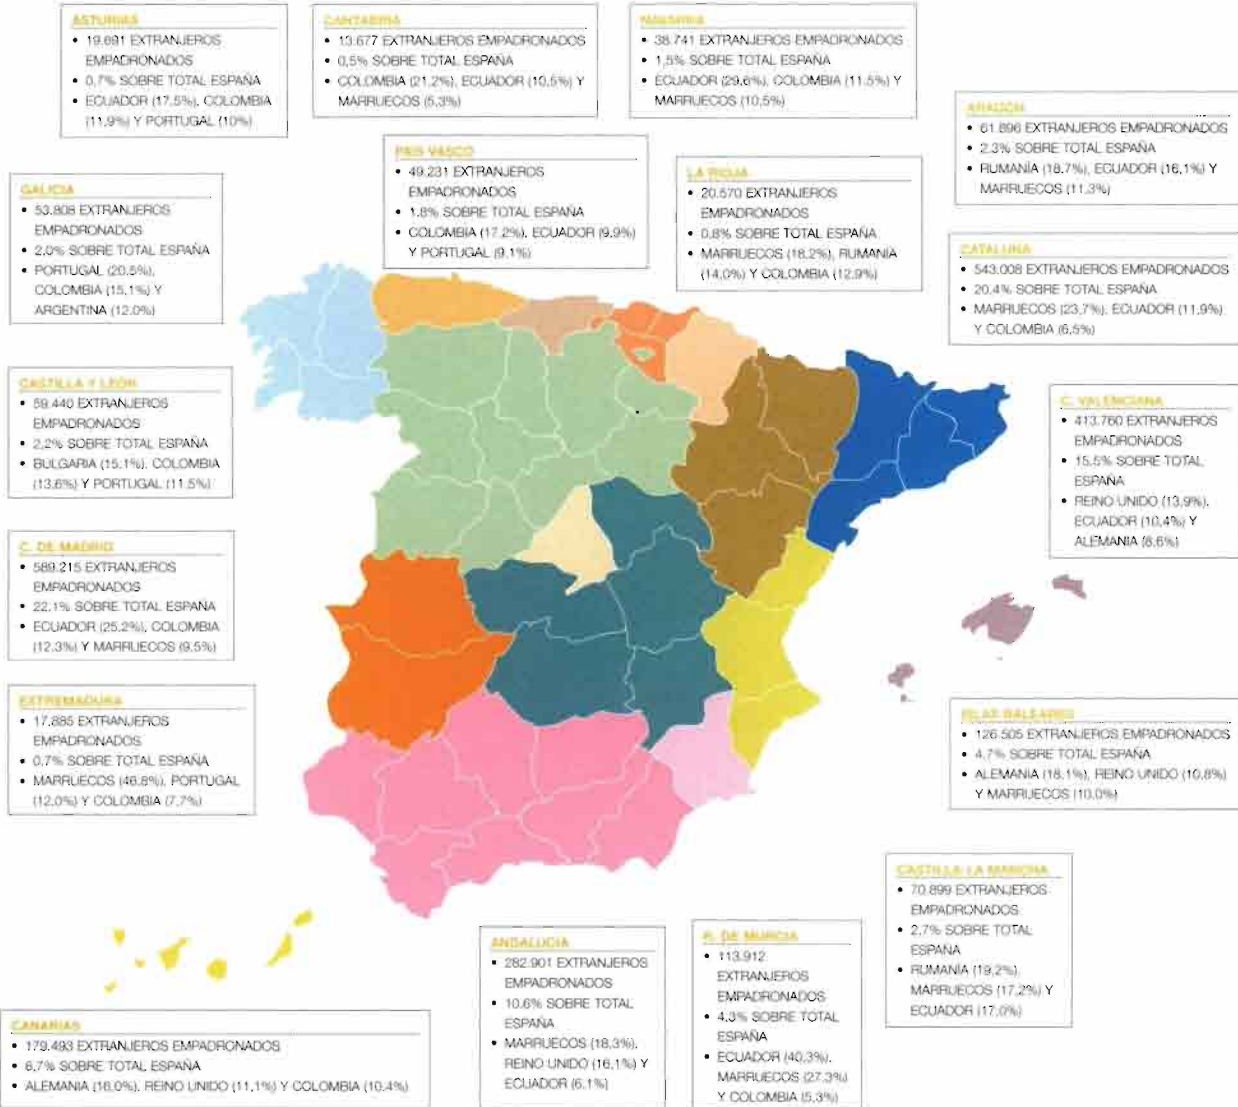 ASTURIAS
• 19.691 EXTRANJEROS
EMPADRONADOS
• 0,7% SOBRE TOTAL ESPAÑA
• ECUADOR (17.5%), COLOMBIA
(11,9%) Y PORTUGAL (10%)
CANTABRIA
• 13.677 EXTRANJEROS EMPADRONADOS
• 0,5% SOBRE TOTAL ESPAÑA
• COLOMBIA (21,2%), ECUADOR (10,5%) Y
MARRUECOS (5,3%)
NAVARRA
• 38.741 EXTRANJEROS EMPADRONADOS
• 1,5% SOBRE TOTAL ESPAÑA
• ECUADOR (29,6%), COLOMBIA (11,5%) Y
MARRUECOS (10,5%)
ARAGÓN
• 61.896 EXTRANJEROS EMPADRONADOS
• 2.3% SOBRE TOTAL ESPAÑA
• RUMANÍA (18.7%), ECUADOR (16,1%) Y
MARRUECOS (11,3%)
PAÍS VASCO
• 49.231 EXTRANJEROS
EMPADRONADOS
• 1,8% SOBRE TOTAL ESPAÑA
• COLOMBIA (17,2%), ECUADOR (9,9%)
Y PORTUGAL (9,1%)
LA RIOJA
• 20.570 EXTRANJEROS
EMPADRONADOS
• 0,8% SOBRE TOTAL ESPAÑA
• MARRUECOS (18,2%), RUMANÍA
(14,0%) Y COLOMBIA (12,9%)
GALICIA
• 53.808 EXTRANJEROS
EMPADRONADOS
• 2,0% SOBRE TOTAL ESPAÑA
• PORTUGAL (20,5%),
COLOMBIA (15,1%) Y
ARGENTINA (12.0%)
CATALUÑA
• 543.008 EXTRANJEROS EMPADRONADOS
• 20.4% SOBRE TOTAL ESPAÑA
• MARRUECOS (23,7%), ECUADOR (11,9%)
Y COLOMBIA (6,5%)
CASTILLA Y LEÓN
• 59.440 EXTRANJEROS
EMPADRONADOS
• 2,2% SOBRE TOTAL ESPAÑA
• BULGARIA (15,1%), COLOMBIA
(13,6%) Y PORTUGAL (11,5%)
C. VALENCIANA
• 413.760 EXTRANJEROS
EMPADRONADOS
• 15.5% SOBRE TOTAL
ESPAÑA
• REINO UNIDO (13,9%),
ECUADOR (10,4%) Y
ALEMANIA (8,6%)
C. DE MADRID
• 589.215 EXTRANJEROS
EMPADRONADOS
• 22,1% SOBRE TOTAL ESPAÑA
• ECUADOR (25,2%), COLOMBIA
(12,3%) Y MARRUECOS (9,5%)
EXTREMADURA
• 17.885 EXTRANJEROS
EMPADRONADOS
• 0,7% SOBRE TOTAL ESPAÑA
• MARRUECOS (46,8%), PORTUGAL
(12,0%) Y COLOMBIA (7,7%)
ISLAS BALEARES
• 126.505 EXTRANJEROS EMPADRONADOS
• 4,7% SOBRE TOTAL ESPAÑA
• ALEMANIA (18,1%), REINO UNIDO (10,8%)
Y MARRUECOS (10,0%)
CASTILLA-LA MANCHA
• 70.899 EXTRANJEROS
EMPADRONADOS
• 2,7% SOBRE TOTAL
ESPAÑA
• RUMANÍA (19,2%),
MARRUECOS (17,2%) Y
ECUADOR (17,0%)
ANDALUCIA
• 282.901 EXTRANJEROS
EMPADRONADOS
• 10.6% SOBRE TOTAL
ESPAÑA
• MARRUECOS (18,3%),
REINO UNIDO (16,1%) Y
ECUADOR (6,1%)
R. DE MURCIA
• 113.912
EXTRANJEROS
EMPADRONADOS
• 4.3% SOBRE TOTAL
ESPAÑA
• ECUADOR (40,3%),
MARRUECOS (27,3%)
Y COLOMBIA (5,3%)
CANARIAS
• 179.493 EXTRANJEROS EMPADRONADOS
• 6,7% SOBRE TOTAL ESPAÑA
• ALEMANIA (16,0%), REINO UNIDO (11,1%) Y COLOMBIA (10,4%)